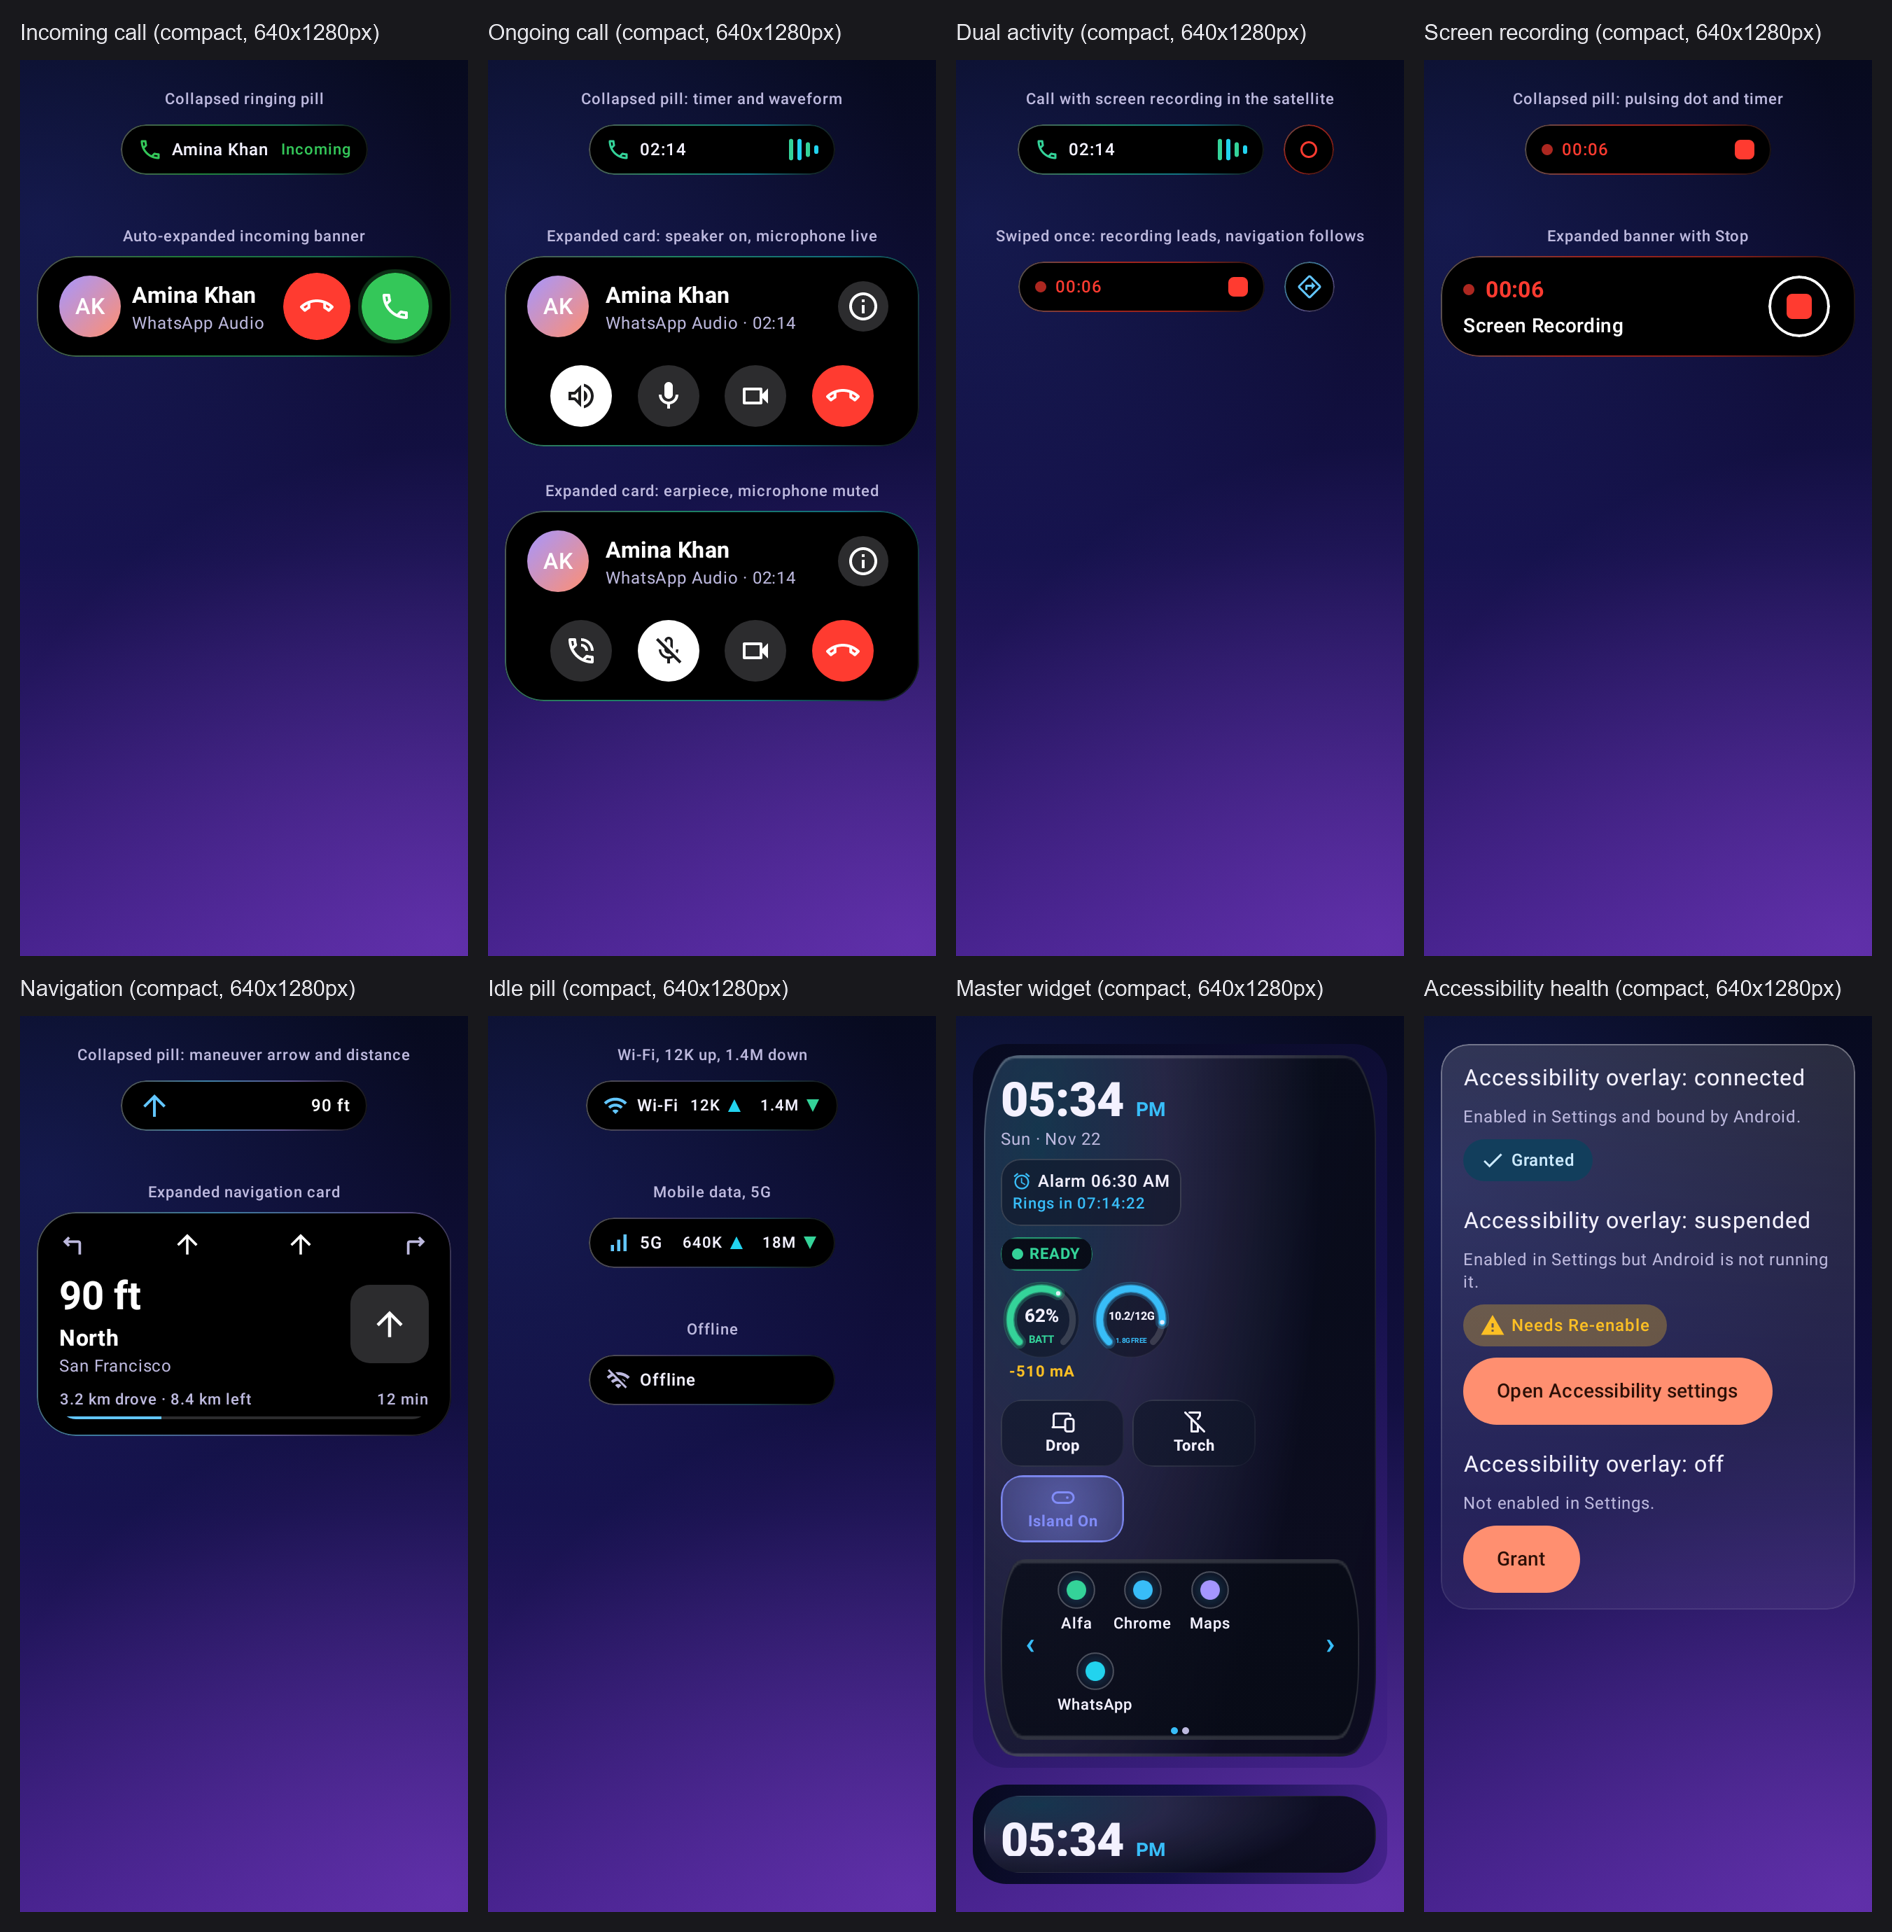 Incoming call (compact, 640x1280px)
Collapsed ringing pill
Amina Khan Incoming
Auto-expanded incoming banner
AK
Amina Khan
WhatsApp Audio
Ongoing call (compact, 640x1280px)
Collapsed pill: timer and waveform
02:14
Expanded card: speaker on, microphone live
AK
Amina Khan
WhatsApp Audio · 02:14
Expanded card: earpiece, microphone muted
AK
Amina Khan
WhatsApp Audio · 02:14
Dual activity (compact, 640x1280px)
Call with screen recording in the satellite
02:14
Swiped once: recording leads, navigation follows
00:06
Screen recording (compact, 640x1280px)
Collapsed pill: pulsing dot and timer
00:06
Expanded banner with Stop
00:06
Screen Recording
Navigation (compact, 640x1280px)
Collapsed pill: maneuver arrow and distance
90 ft
Expanded navigation card
90 ft
North
San Francisco
3.2 km drove · 8.4 km left 12 min
Idle pill (compact, 640x1280px)
Wi-Fi, 12K up, 1.4M down
Wi-Fi 12K ▲ 1.4M ▼
Mobile data, 5G
5G 640K ▲ 18M ▼
Offline
Offline
Master widget (compact, 640x1280px)
05:34 PM
Sun · Nov 22
Alarm 06:30 AM
Rings in 07:14:22
READY
62% 10.2/12G
BATT 1.8G FREE
-510 mA
Drop Torch
Island On
Alfa Chrome Maps
‹ ›
WhatsApp
05:34 PM
Accessibility health (compact, 640x1280px)
Accessibility overlay: connected
Enabled in Settings and bound by Android.
Granted
Accessibility overlay: suspended
Enabled in Settings but Android is not running
it.
Needs Re-enable
Open Accessibility settings
Accessibility overlay: off
Not enabled in Settings.
Grant